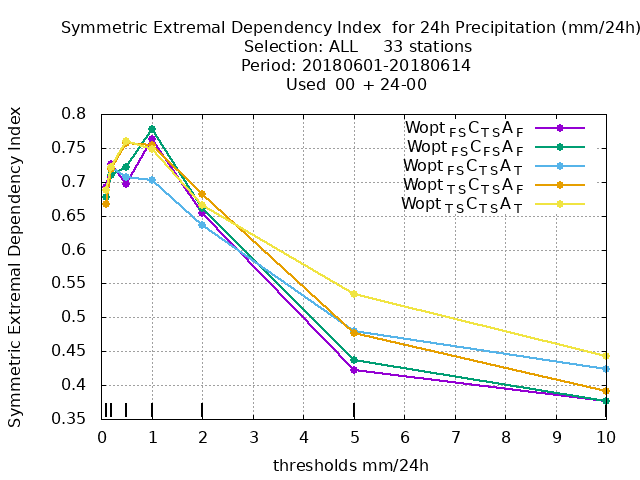 Symmetric Extremal Dependency Index  for 24h Precipitation (mm/24h)
Selection: ALL     33 stations
Period: 20180601-20180614
Used  00  + 24-00
Symmetric Extremal Dependency Index
0.8
0.75
0.7
0.65
0.6
0.55
0.5
0.45
0.4
0.35
Wopt FS C TS A F
Wopt FS C FS A F
Wopt FS C TS A T
Wopt TS C TS A F
Wopt TS C TS A T
0 1 2 3 4 5 6 7 8 9 10
thresholds mm/24h